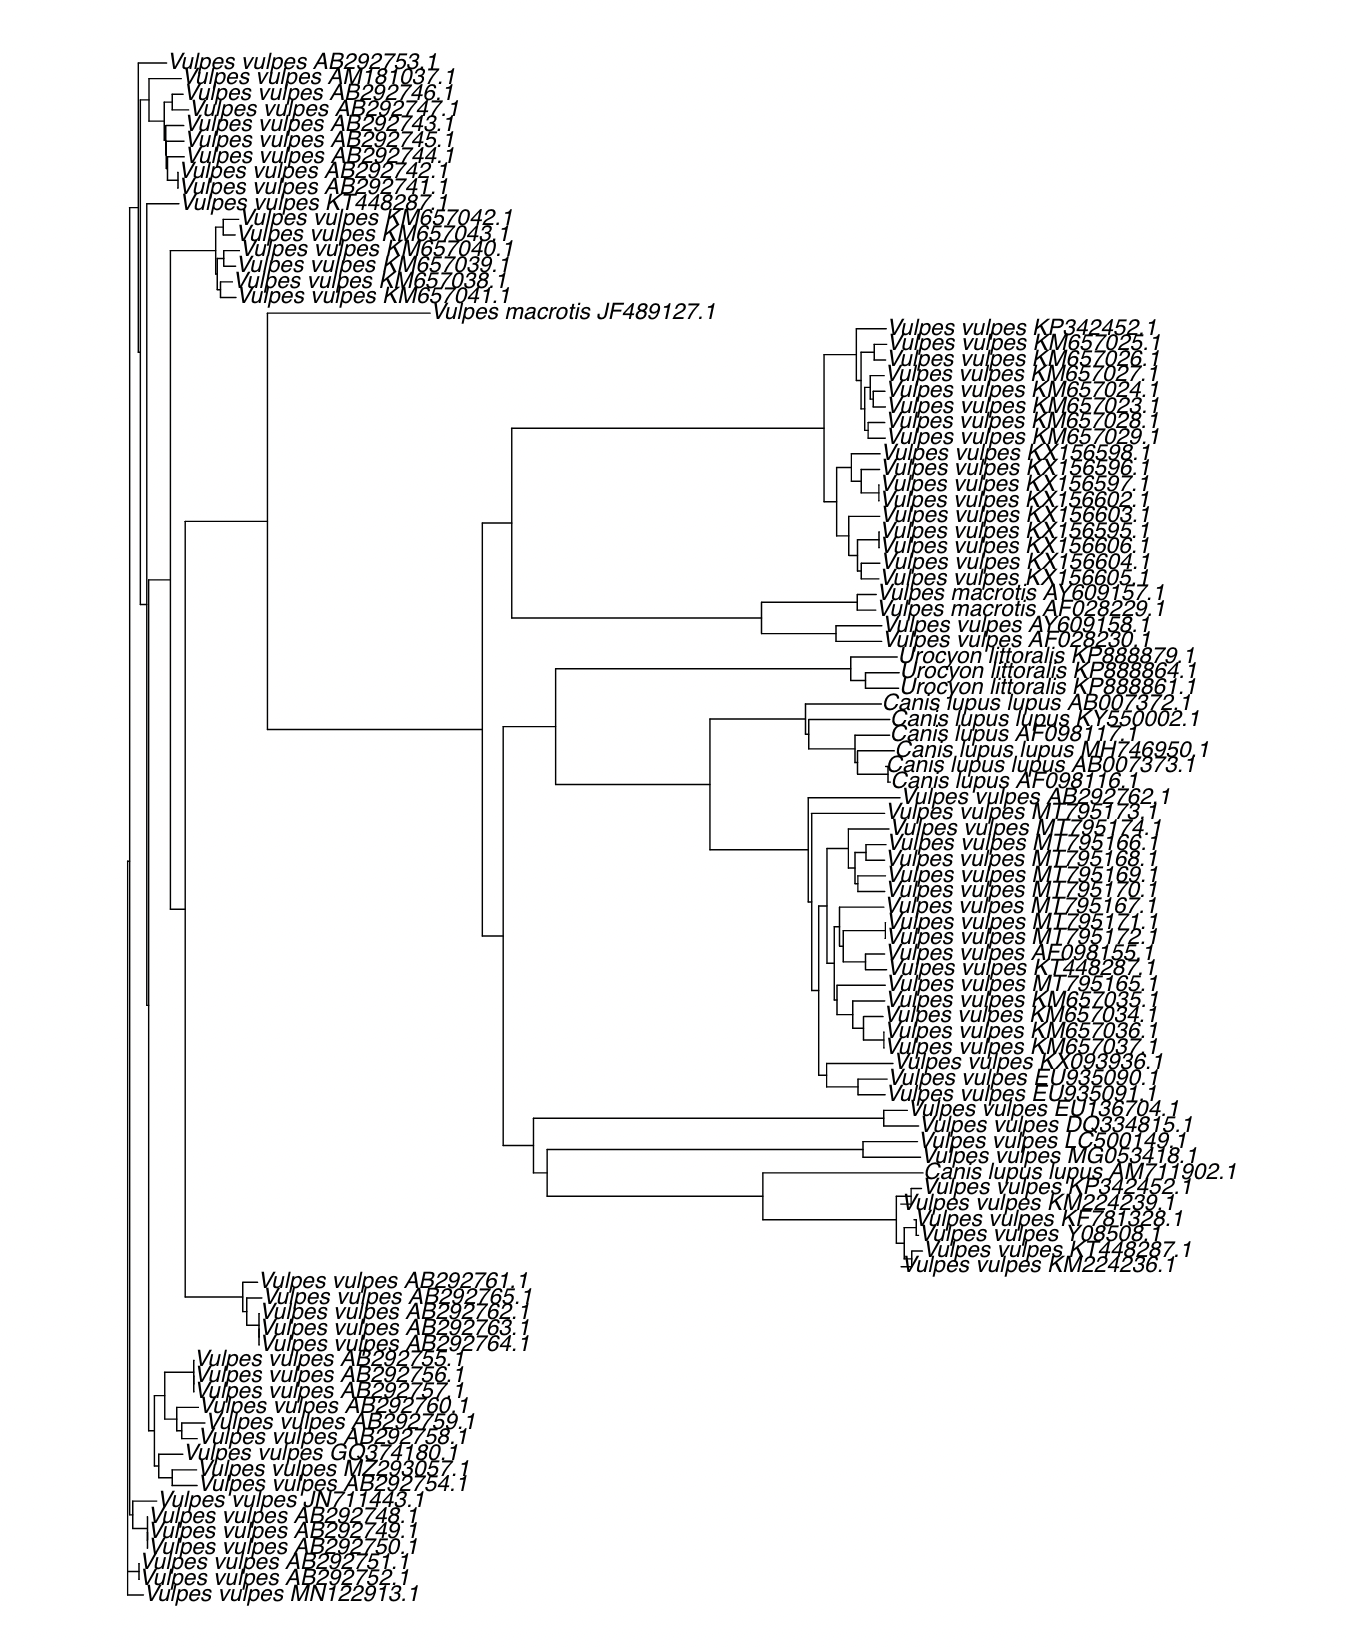 Vulpes vulpes AB292753.1
Vulpes vulpes AM181037.1
Vulpes vulpes AB292746.1
Vulpes vulpes AB292747.1
Vulpes vulpes AB292743.1
Vulpes vulpes AB292745.1
Vulpes vulpes AB292744.1
Vulpes vulpes AB292742.1
Vulpes vulpes AB292741.1
Vulpes vulpes KT448287.1
Vulpes vulpes KM657042.1
Vulpes vulpes KM657043.1
Vulpes vulpes KM657040.1
Vulpes vulpes KM657039.1
Vulpes vulpes KM657038.1
Vulpes vulpes KM657041.1
Vulpes macrotis JF489127.1
Vulpes vulpes KP342452.1
Vulpes vulpes KM657025.1
Vulpes vulpes KM657026.1
Vulpes vulpes KM657027.1
Vulpes vulpes KM657024.1
Vulpes vulpes KM657023.1
Vulpes vulpes KM657028.1
Vulpes vulpes KM657029.1
Vulpes vulpes KX156598.1
Vulpes vulpes KX156596.1
Vulpes vulpes KX156597.1
Vulpes vulpes KX156602.1
Vulpes vulpes KX156603.1
Vulpes vulpes KX156595.1
Vulpes vulpes KX156606.1
Vulpes vulpes KX156604.1
Vulpes vulpes KX156605.1
Vulpes macrotis AY609157.1
Vulpes macrotis AF028229.1
Vulpes vulpes AY609158.1
Vulpes vulpes AF028230.1
Urocyon littoralis KP888879.1
Urocyon littoralis KP888864.1
Urocyon littoralis KP888861.1
Canis lupus lupus AB007372.1
Canis lupus lupus KY550002.1
Canis lupus AF098117.1
Canis lupus lupus MH746950.1
Canis lupus lupus AB007373.1
Canis lupus AF098116.1
Vulpes vulpes AB292762.1
Vulpes vulpes MT795173.1
Vulpes vulpes MT795174.1
Vulpes vulpes MT795166.1
Vulpes vulpes MT795168.1
Vulpes vulpes MT795169.1
Vulpes vulpes MT795170.1
Vulpes vulpes MT795167.1
Vulpes vulpes MT795171.1
Vulpes vulpes MT795172.1
Vulpes vulpes AF098155.1
Vulpes vulpes KT448287.1
Vulpes vulpes MT795165.1
Vulpes vulpes KM657035.1
Vulpes vulpes KM657034.1
Vulpes vulpes KM657036.1
Vulpes vulpes KM657037.1
Vulpes vulpes KX093936.1
Vulpes vulpes EU935090.1
Vulpes vulpes EU935091.1
Vulpes vulpes EU136704.1
Vulpes vulpes DQ334815.1
Vulpes vulpes LC500149.1
Vulpes vulpes MG053418.1
Canis lupus lupus AM711902.1
Vulpes vulpes KP342452.1
Vulpes vulpes KM224239.1
Vulpes vulpes KF781328.1
Vulpes vulpes Y08508.1
Vulpes vulpes KT448287.1
Vulpes vulpes KM224236.1
Vulpes vulpes AB292761.1
Vulpes vulpes AB292765.1
Vulpes vulpes AB292762.1
Vulpes vulpes AB292763.1
Vulpes vulpes AB292764.1
Vulpes vulpes AB292755.1
Vulpes vulpes AB292756.1
Vulpes vulpes AB292757.1
Vulpes vulpes AB292760.1
Vulpes vulpes AB292759.1
Vulpes vulpes AB292758.1
Vulpes vulpes GQ374180.1
Vulpes vulpes MZ293057.1
Vulpes vulpes AB292754.1
Vulpes vulpes JN711443.1
Vulpes vulpes AB292748.1
Vulpes vulpes AB292749.1
Vulpes vulpes AB292750.1
Vulpes vulpes AB292751.1
Vulpes vulpes AB292752.1
Vulpes vulpes MN122913.1